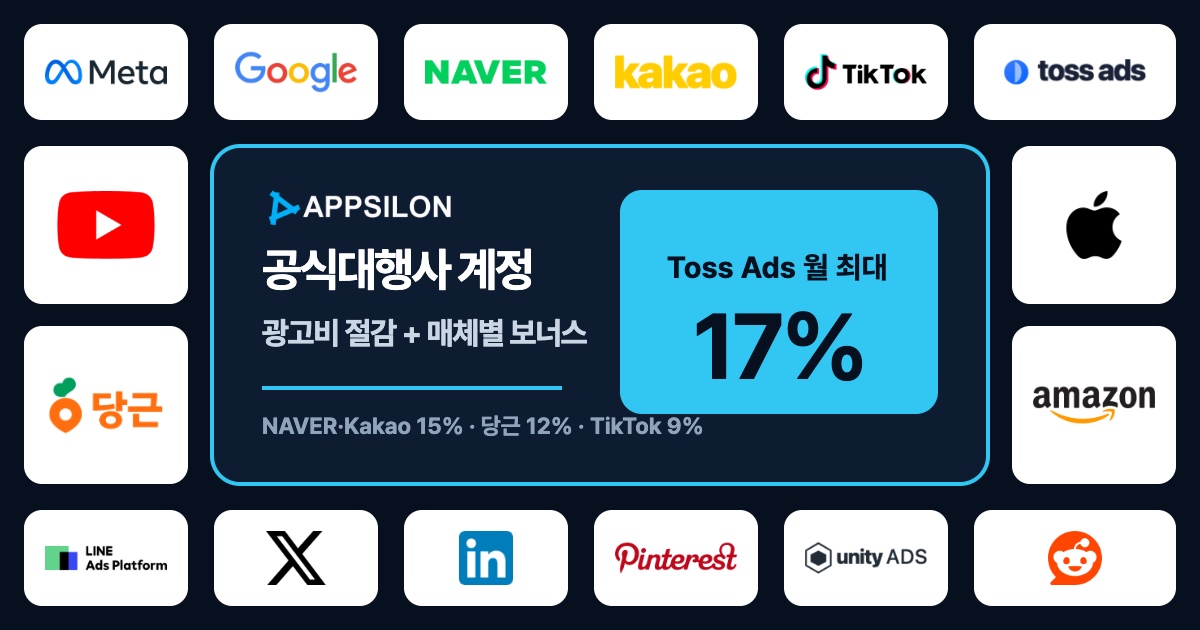 Meta
Google
NAVER
kakao
TikTok
toss ads
APPSILON
공식대행사 계정
광고비 절감 + 매체별 보너스
Toss Ads 월 최대
17%
NAVER·Kakao 15% · 당근 12% · TikTok 9%
당근
amazon
LINE
Ads Platform
X
in
Pinterest
unity ADS